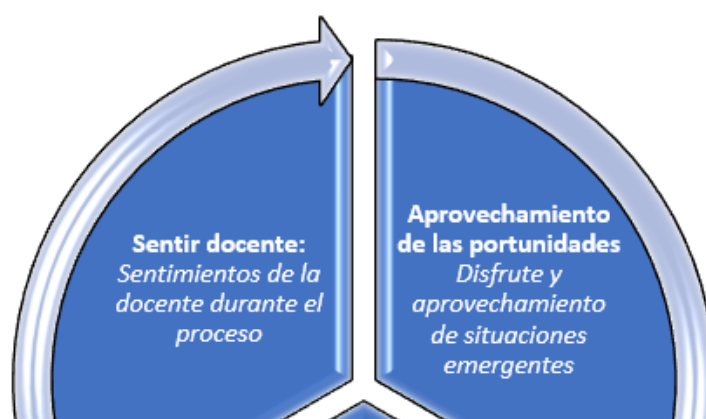 Sentir docente:
Sentimientos de la
docente durante el
proceso
Aprovechamiento
de las portunidades
Disfrute y
aprovechamiento
de situaciones
emergentes